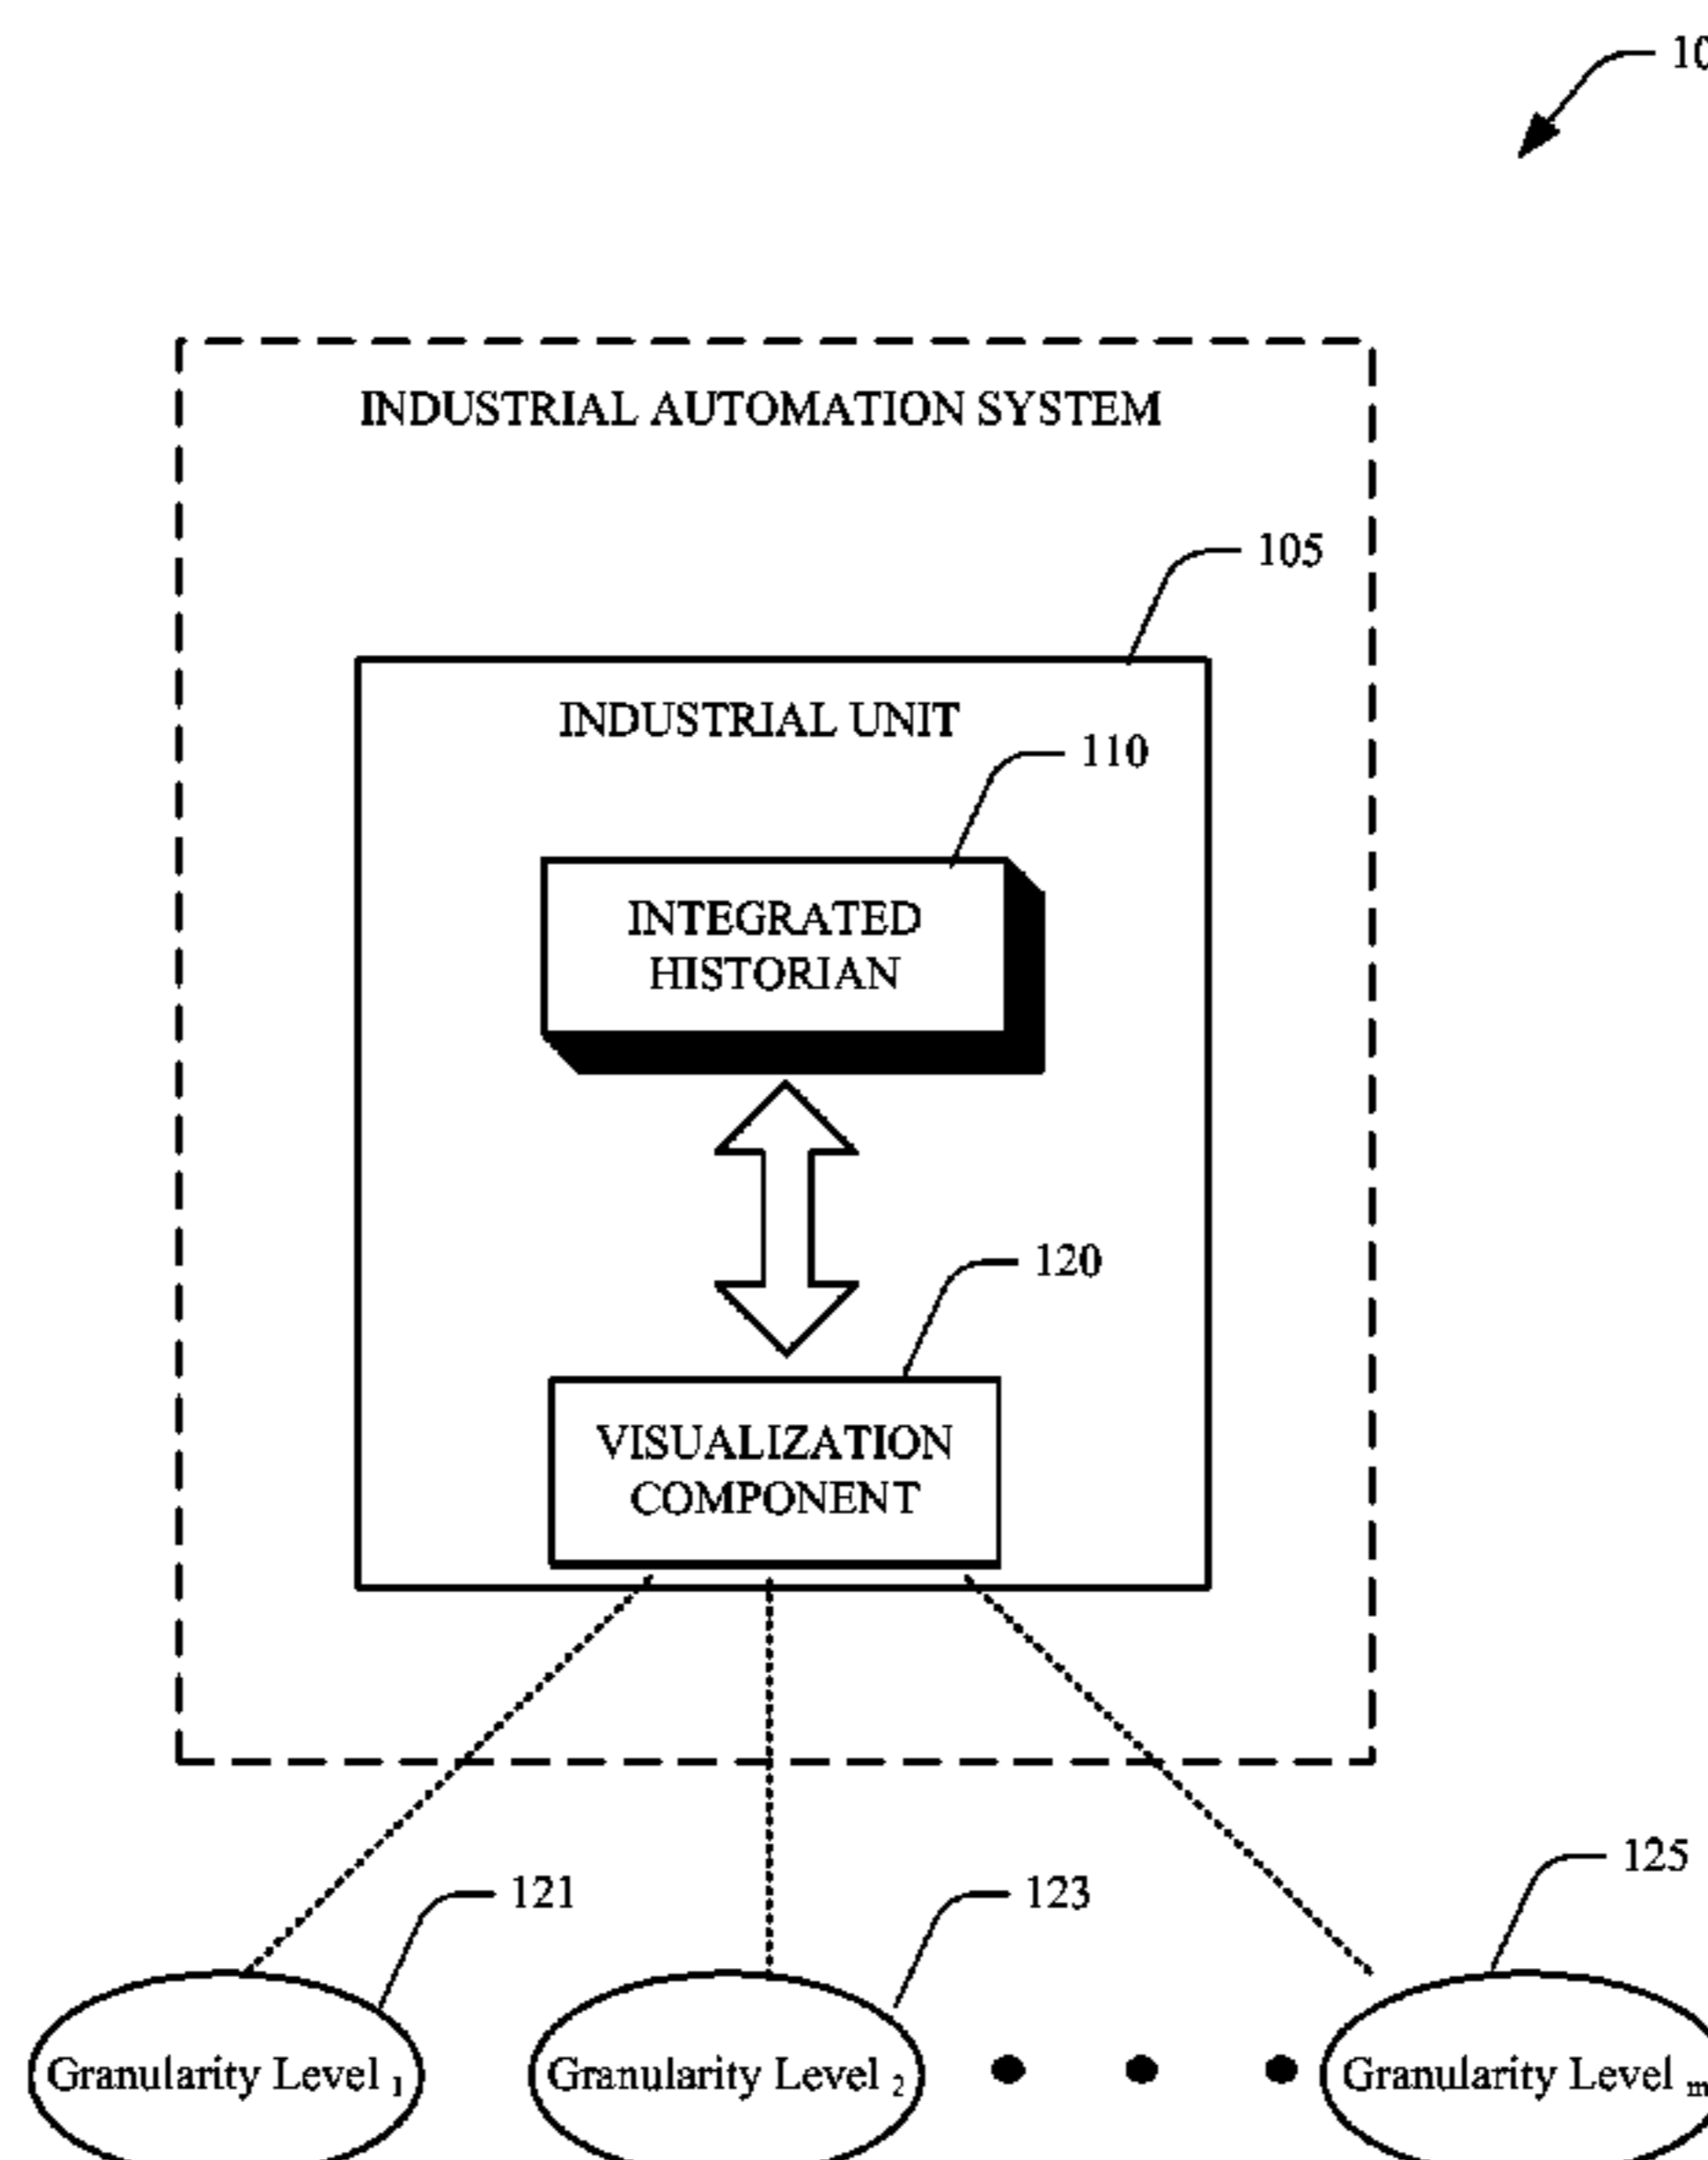 INDUSTRIAL AUTOMATION SYSTEM
105
INDUSTRIAL UNIT
110
INTEGRATED
HISTORIAN
120
VISUALIZATION
COMPONENT
125
121
123
Granularity Level 1
Granularity Level 2
Granularity Level m